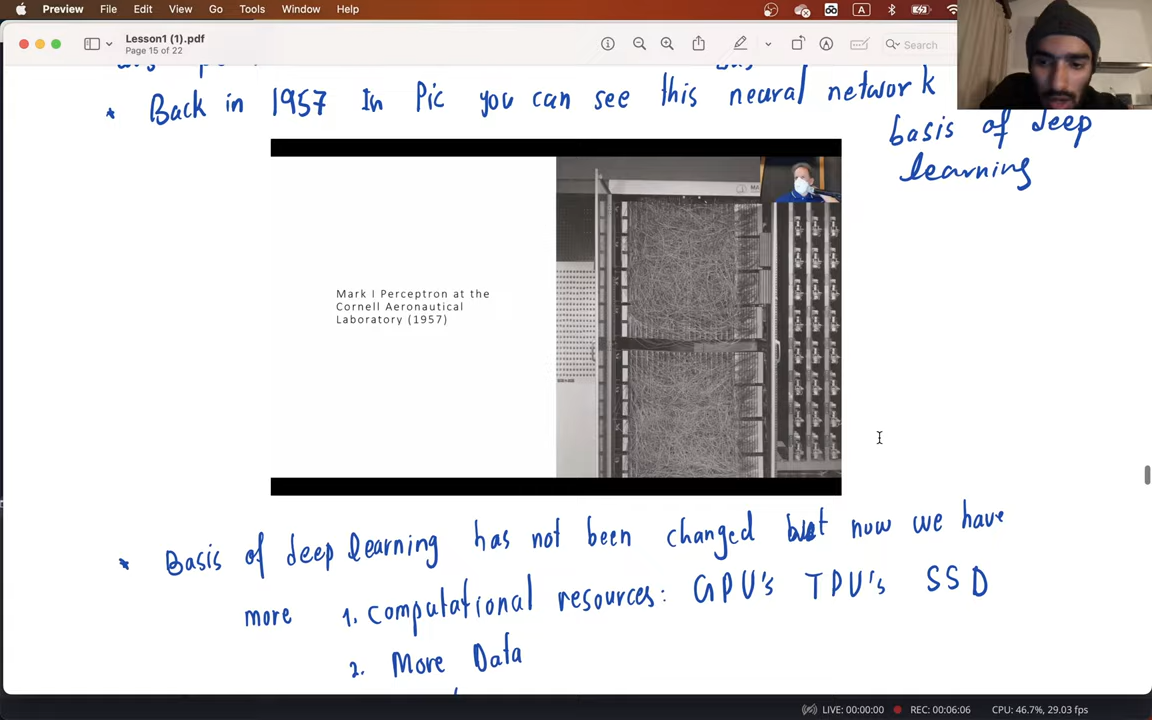 Preview File Edit View Go Tools Window Help
Lesson1 (1).pdf
Page 15 of 22
Search
* Back in 1957 In Pic you can see this neural network
basis of deep
learning
Mark I Perceptron at the
Cornell Aeronautical
Laboratory (1957)
* Basis of deep learning has not been changed but now we have
more 1. Computational resources: GPU's TPU's SSD
2. More Data
LIVE: 00:00:00 REC: 00:06:06 CPU: 46.7%, 29.03 fps